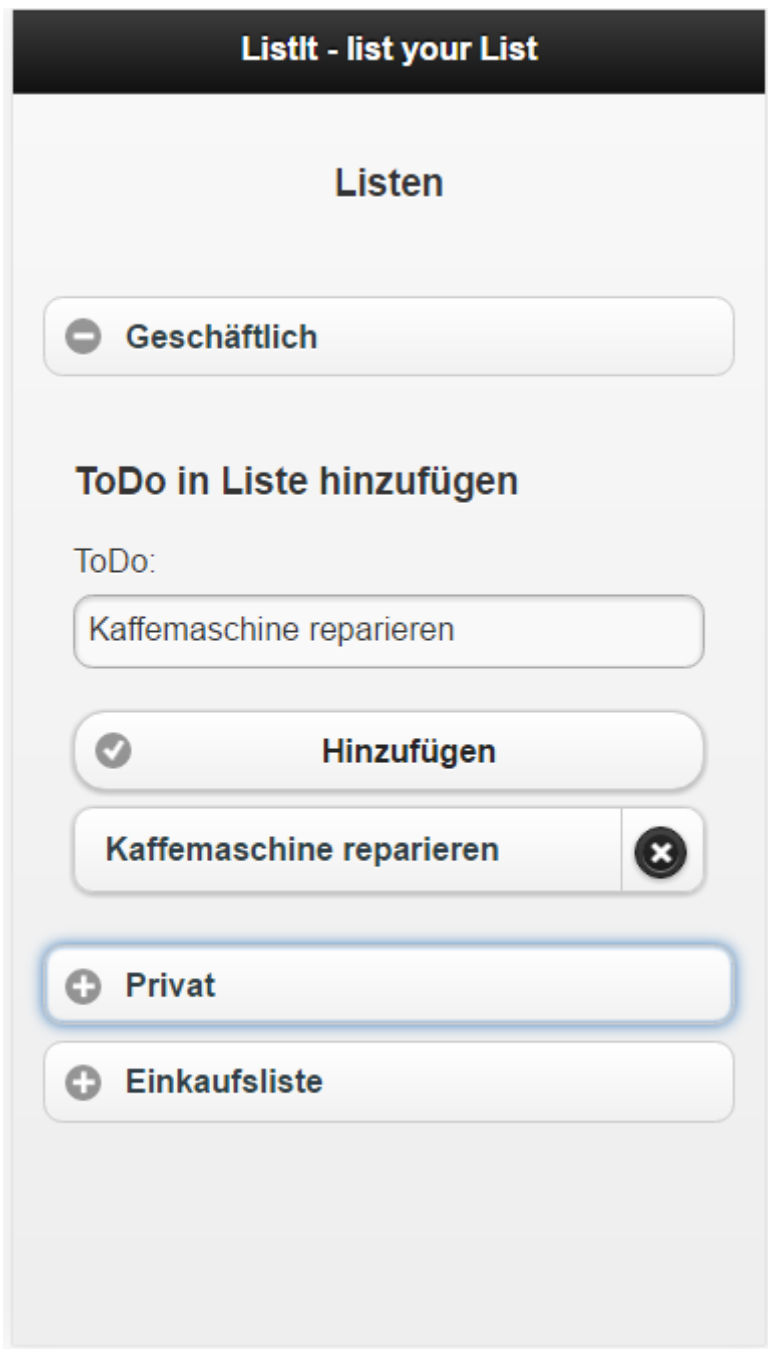 ListIt - list your List
Listen
Geschäftlich
ToDo in Liste hinzufügen
ToDo:
Kaffemaschine reparieren
Hinzufügen
Kaffemaschine reparieren
Privat
Einkaufsliste